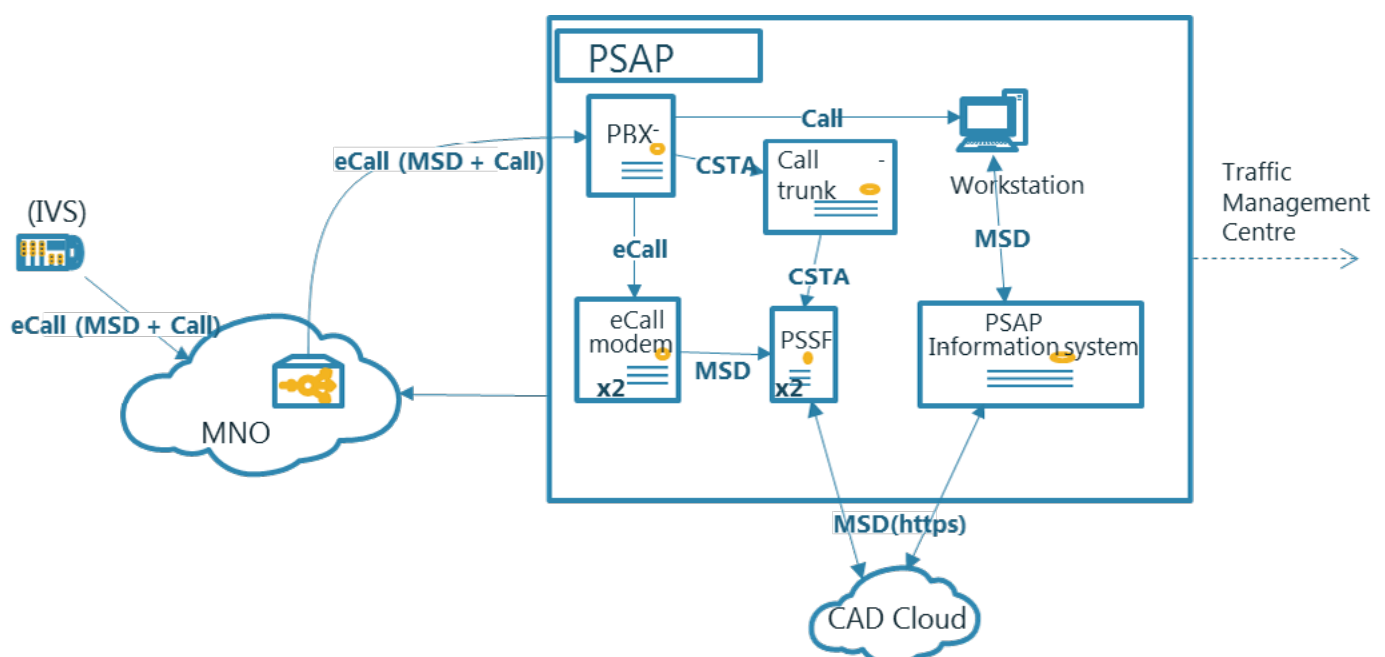 PSAP
PBX-
Call
eCall (MSD + Call)
CSTA
Call -
trunk
Workstation
Traffic
Management
Centre
(IVS)
eCall
MSD
CSTA
eCall (MSD + Call)
eCall
modem
x2
MSD
PSSF
x2
PSAP
Information system
MNO
MSD(https)
CAD Cloud